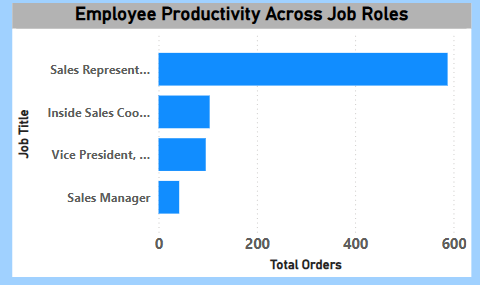 Employee Productivity Across Job Roles
Job Title
Sales Represent...
Inside Sales Coo...
Vice President, ...
Sales Manager
0 200 400 600
Total Orders